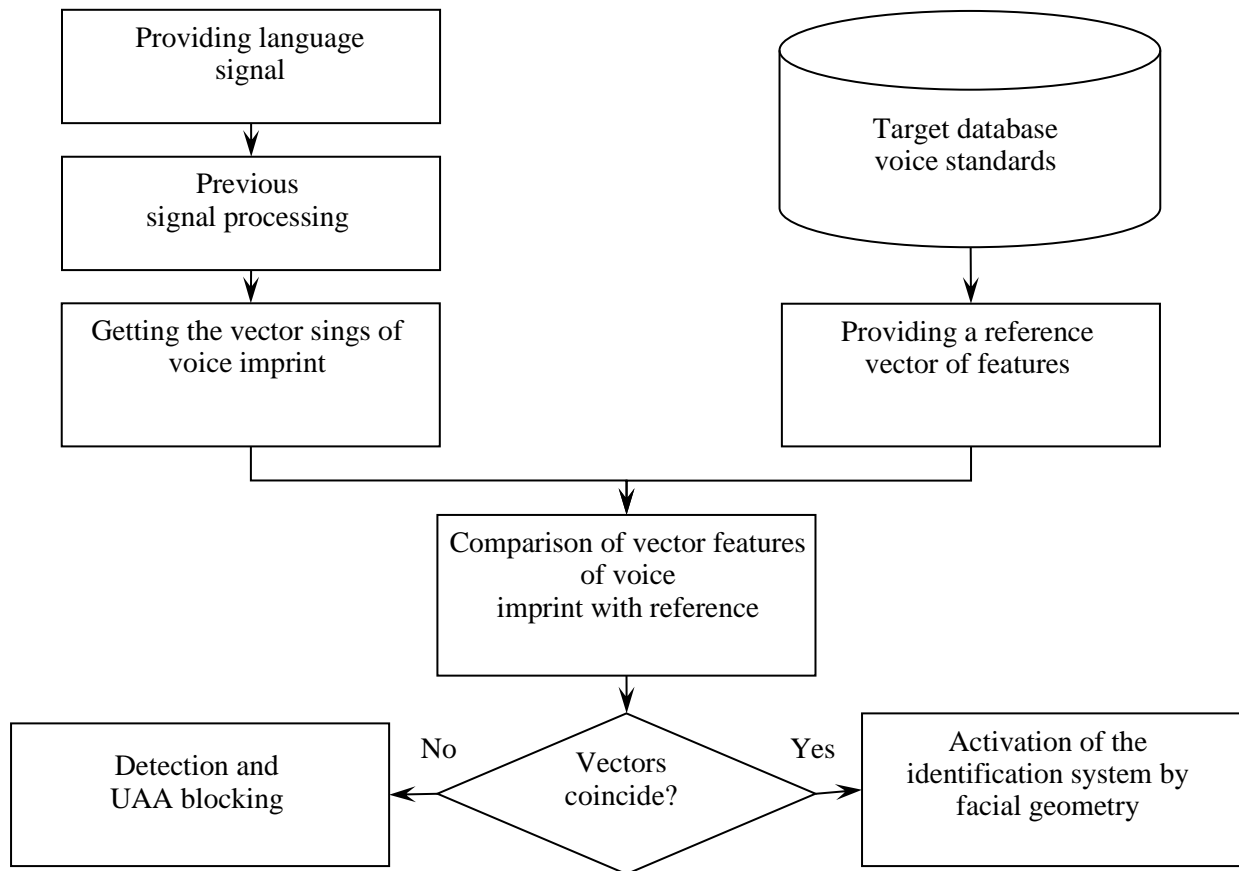 Providing language
signal
Target database
voice standards
Previous
signal processing
Getting the vector sings of
voice imprint
Providing a reference
vector of features
Comparison of vector features
of voice
imprint with reference
No
Yes
Detection and
UAA blocking
Vectors
coincide?
Activation of the
identification system by
facial geometry